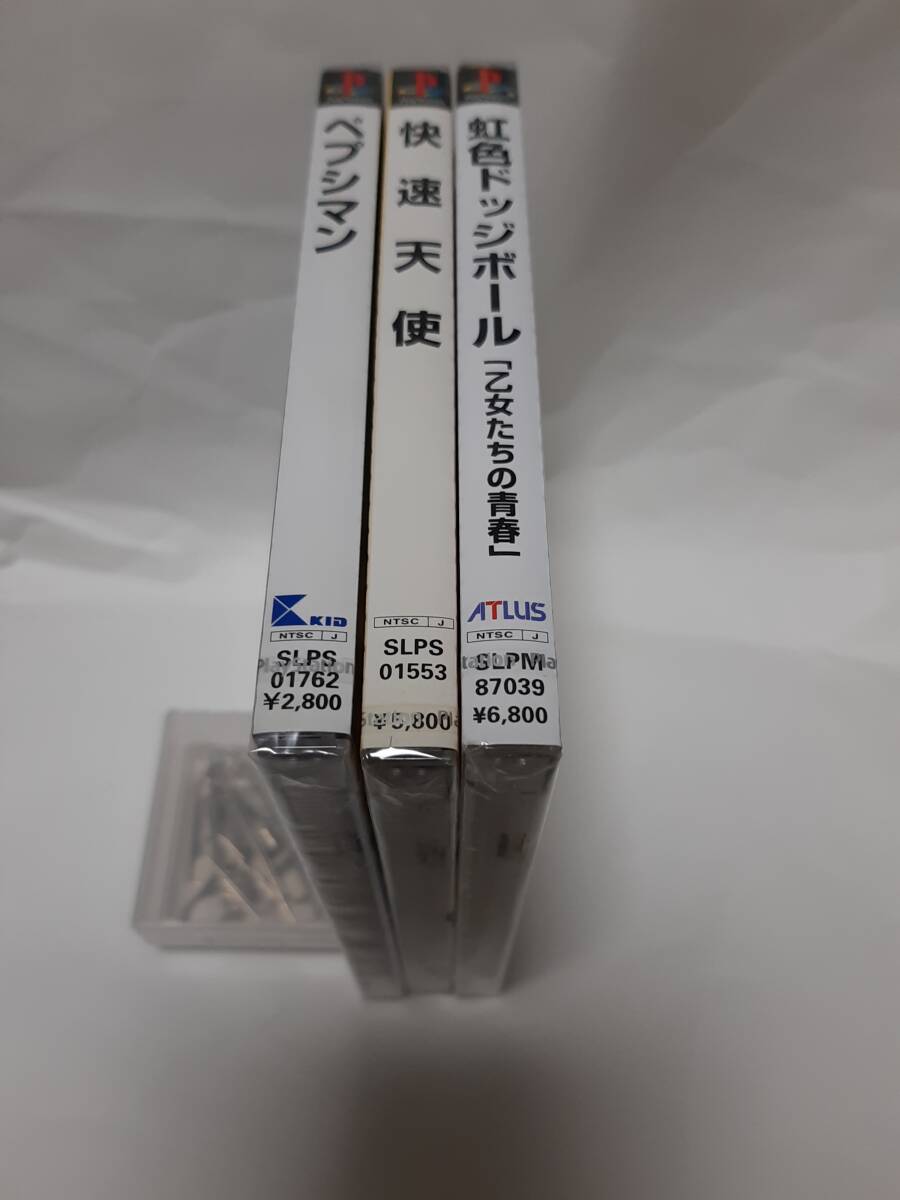 ペプシマン
KID
NTSC J
SLPS
PlayStation
01762
¥2,800
快速天使
NTSC J
SLPS
01553
¥5,800
虹色ドッジボール「乙女たちの青春」
ATLUS
NTSC J
SLPM
87039
¥6,800